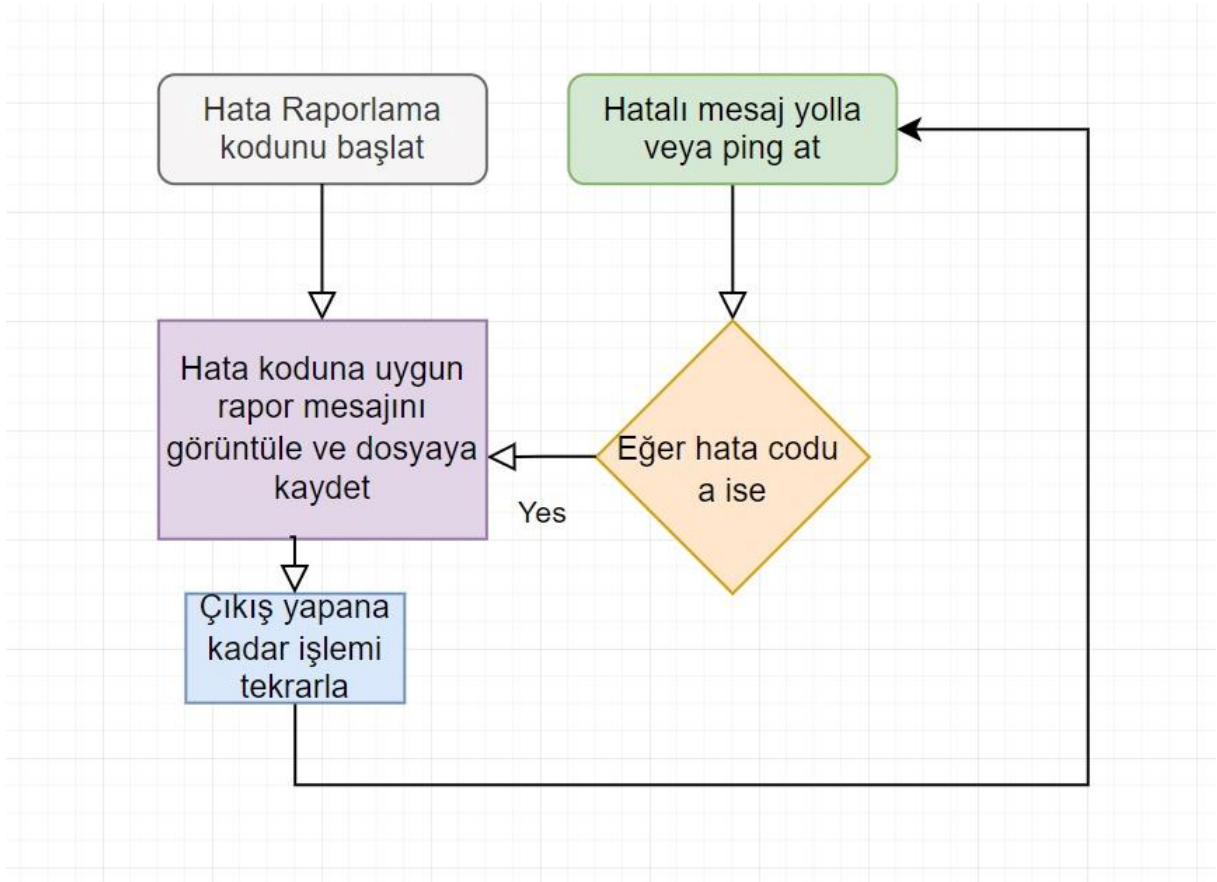 Hata Raporlama
kodunu başlat
Hatalı mesaj yolla
veya ping at
Hata koduna uygun
rapor mesajını
görüntüle ve dosyaya
kaydet
Eğer hata codu
a ise
Yes
Çıkış yapana
kadar işlemi
tekrarla